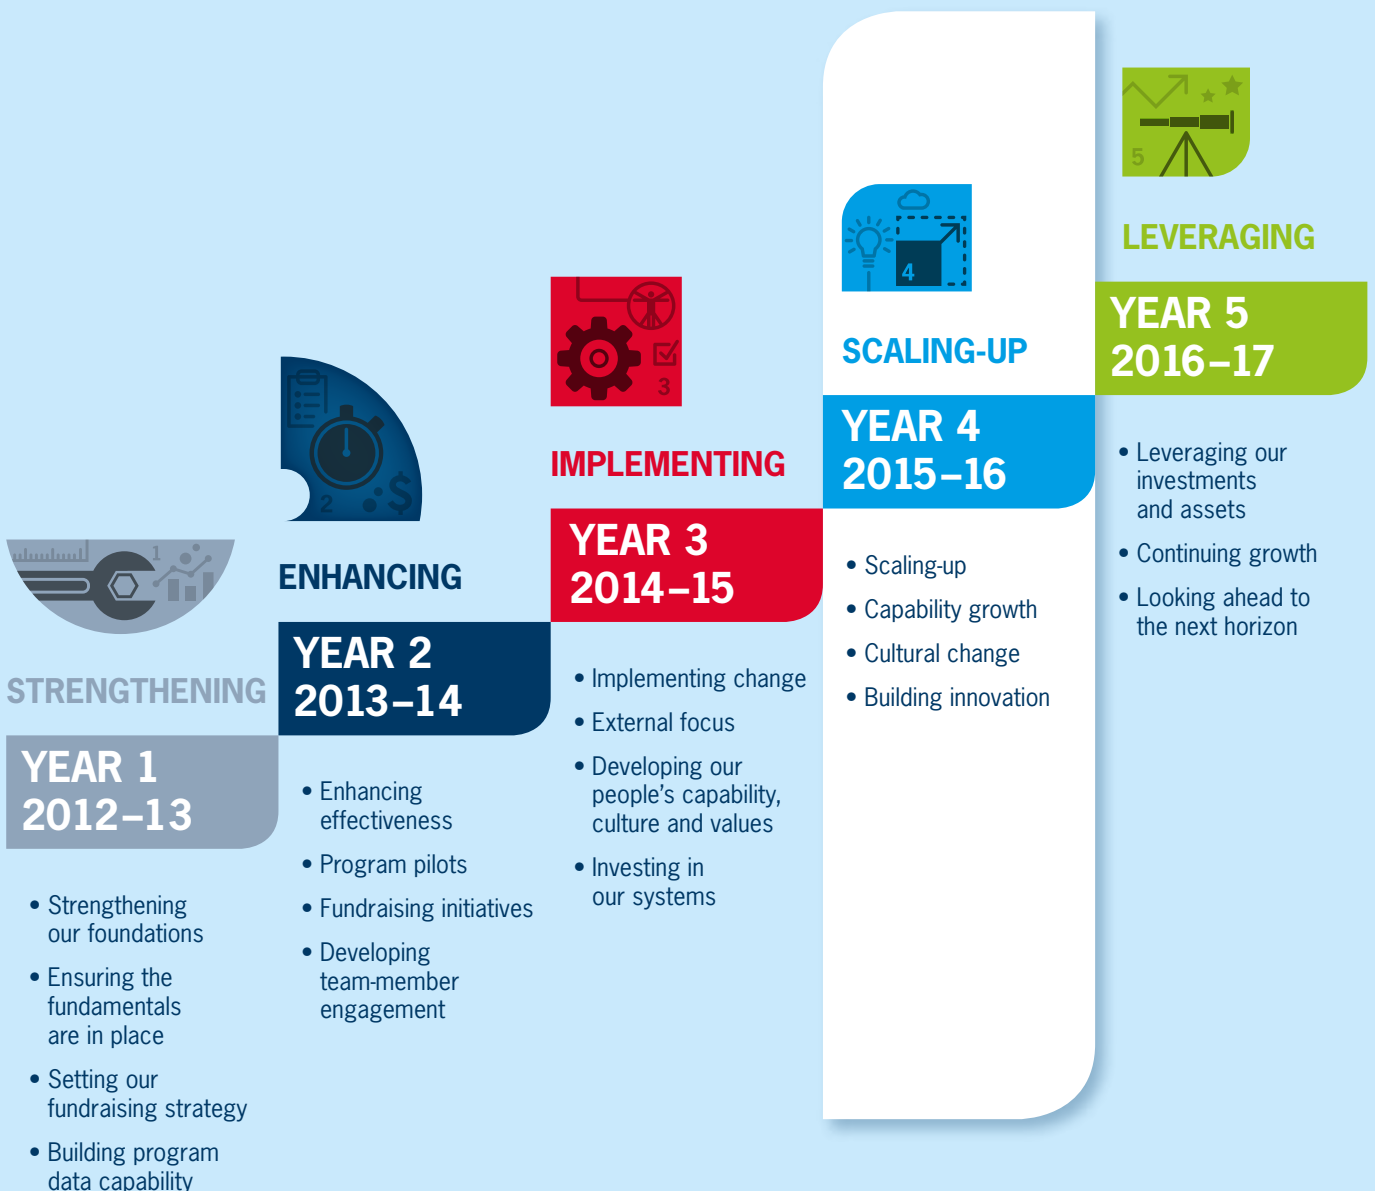 1
STRENGTHENING
YEAR 1
2012–13
• Strengthening
our foundations
• Ensuring the
fundamentals
are in place
• Setting our
fundraising strategy
• Building program
data capability
2
$
ENHANCING
YEAR 2
2013–14
• Enhancing
effectiveness
• Program pilots
• Fundraising initiatives
• Developing
team-member
engagement
3
IMPLEMENTING
YEAR 3
2014–15
• Implementing change
• External focus
• Developing our
people’s capability,
culture and values
• Investing in
our systems
4
SCALING-UP
YEAR 4
2015–16
• Scaling-up
• Capability growth
• Cultural change
• Building innovation
5
LEVERAGING
YEAR 5
2016–17
• Leveraging our
investments
and assets
• Continuing growth
• Looking ahead to
the next horizon